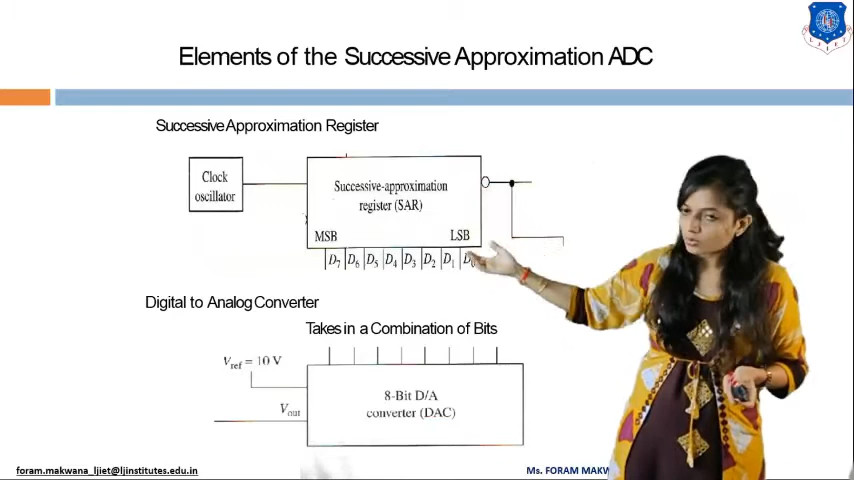 Elements of the Successive Approximation ADC
Successive Approximation Register
Clock
oscillator
Successive-approximation
register (SAR)
MSB
LSB
D7 D6 D5 D4 D3 D2 D1 D0
Digital to Analog Converter
Takes in a Combination of Bits
Vref = 10 V
8-Bit D/A
converter (DAC)
Vout
foram.makwana_ljiet@ljinstitutes.edu.in
Ms. FORAM